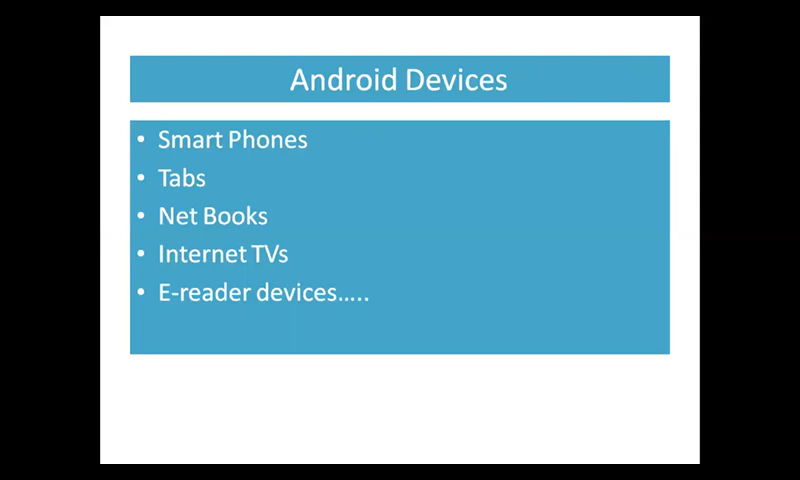 Android Devices
• Smart Phones
• Tabs
• Net Books
• Internet TVs
• E-reader devices…..